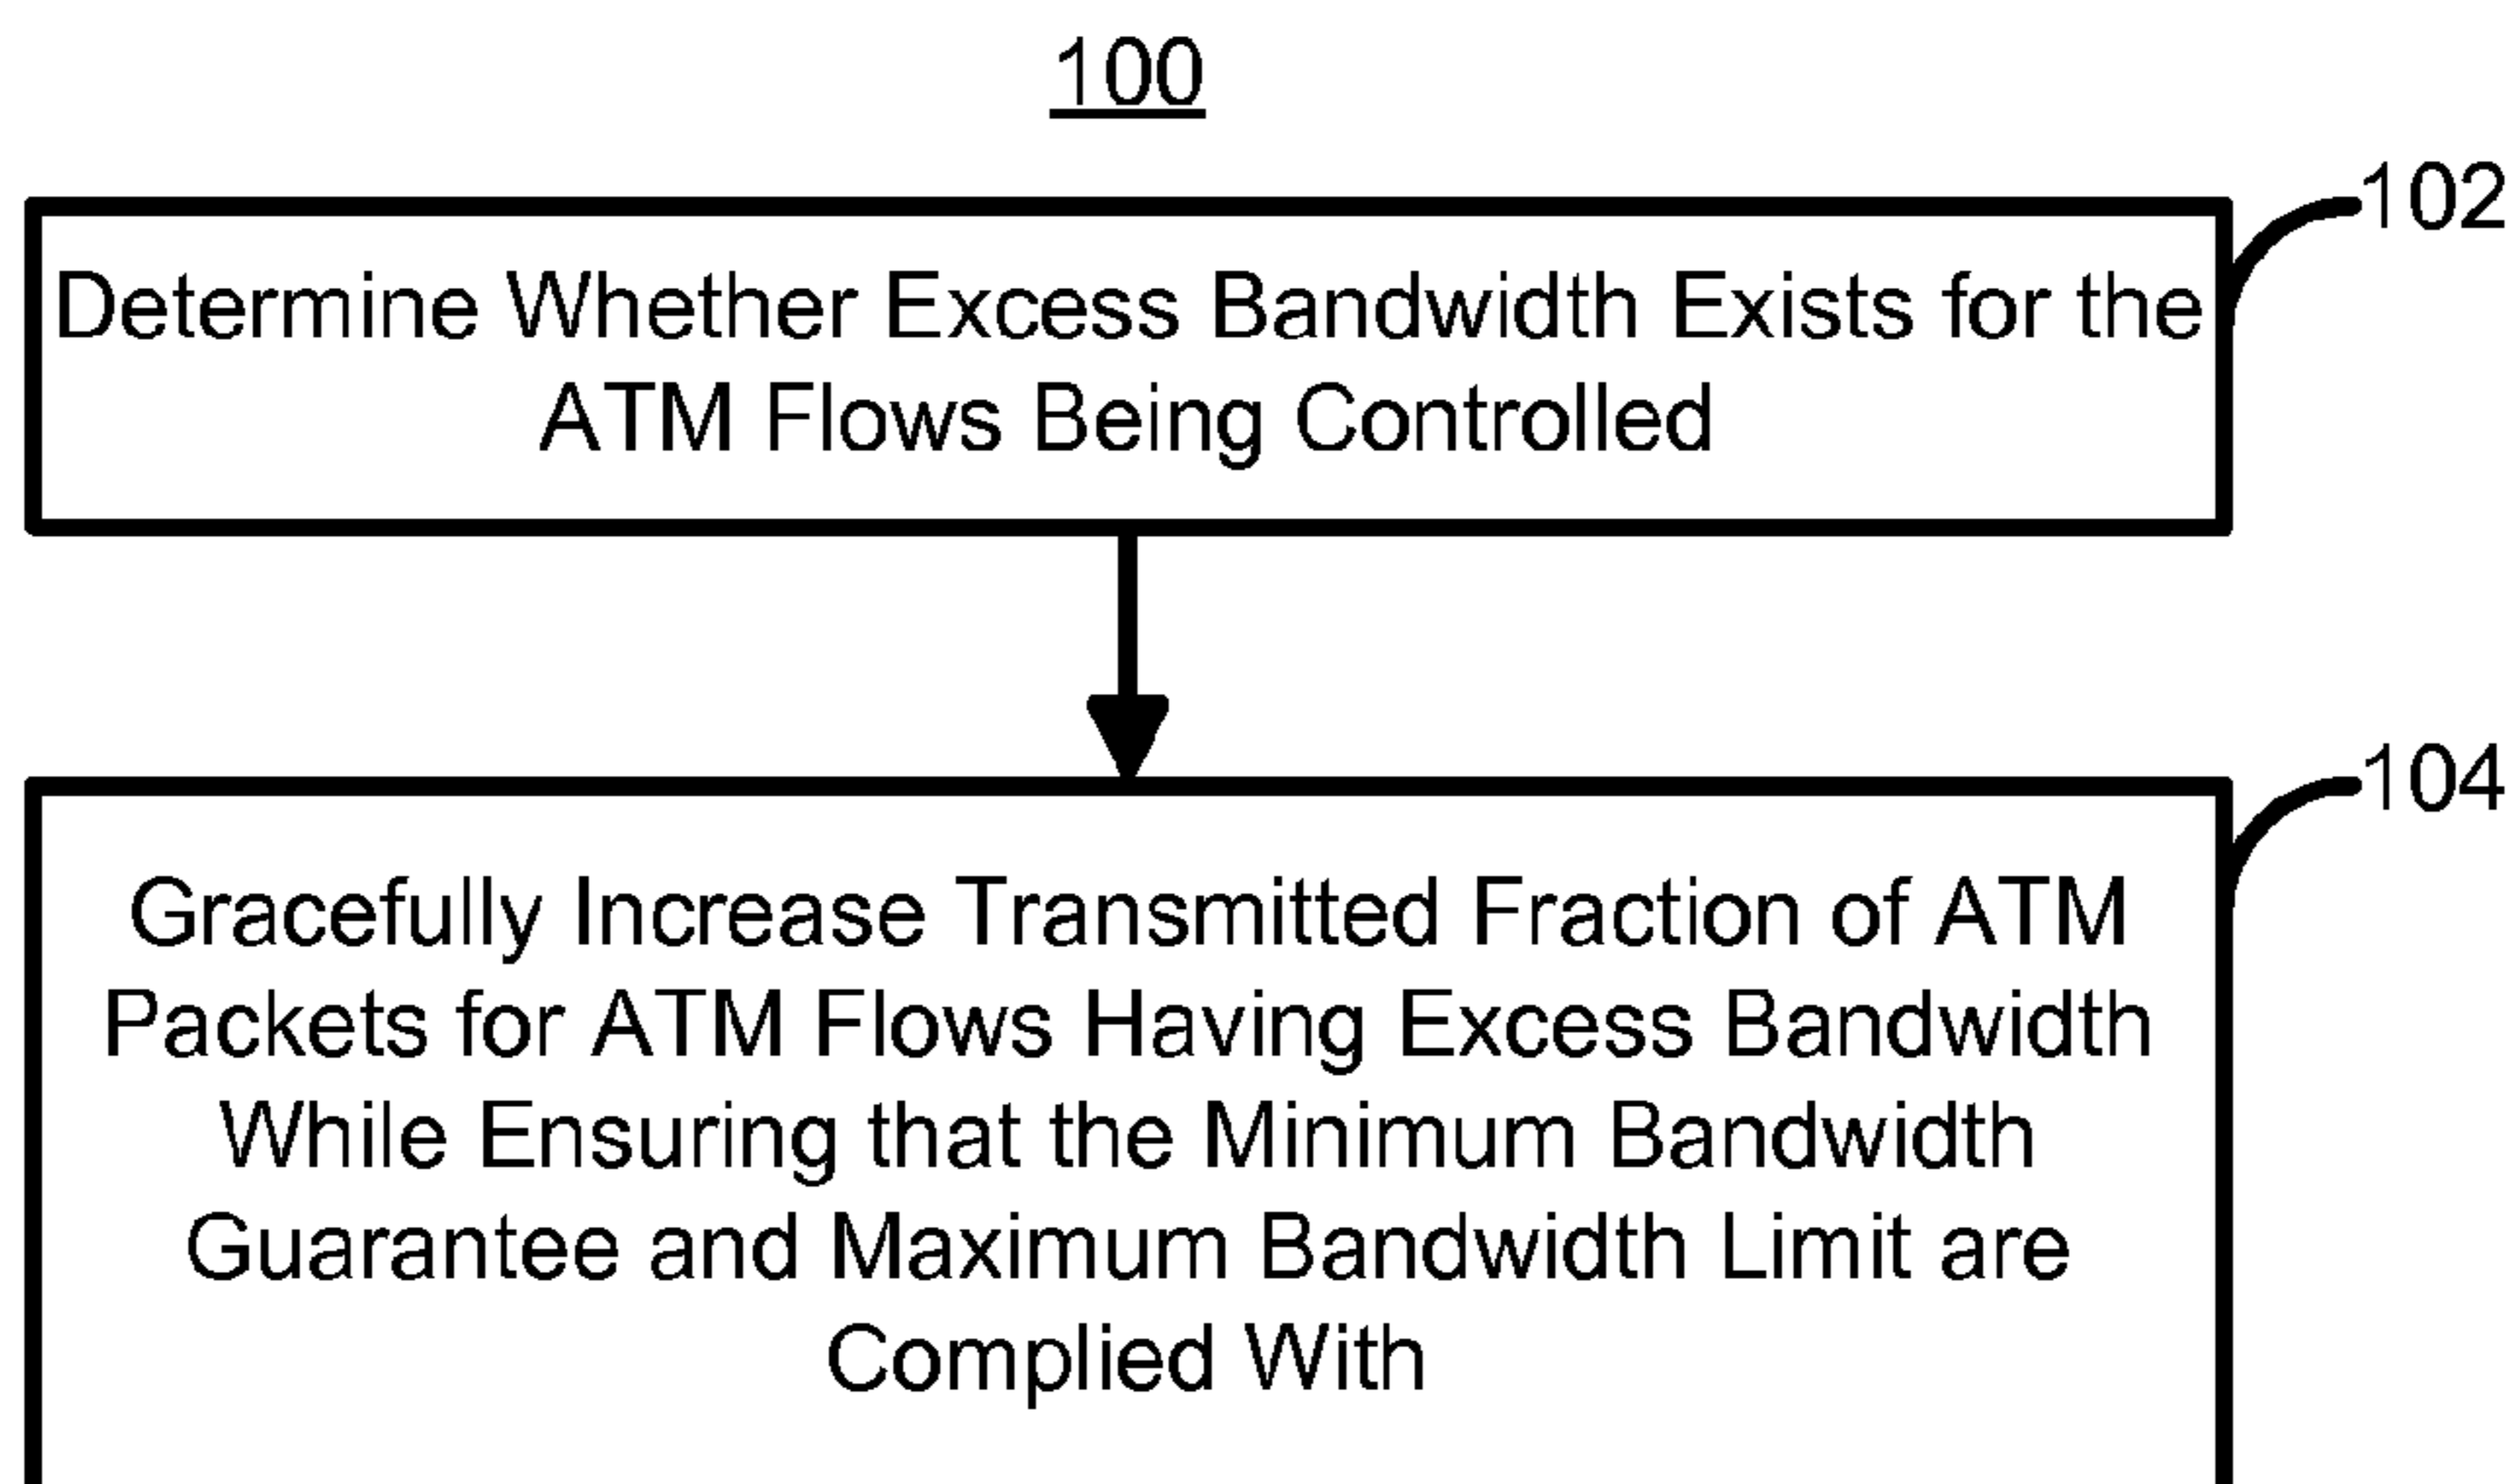 100
102
Determine Whether Excess Bandwidth Exists for the
ATM Flows Being Controlled
104
Gracefully Increase Transmitted Fraction of ATM
Packets for ATM Flows Having Excess Bandwidth
While Ensuring that the Minimum Bandwidth
Guarantee and Maximum Bandwidth Limit are
Complied With